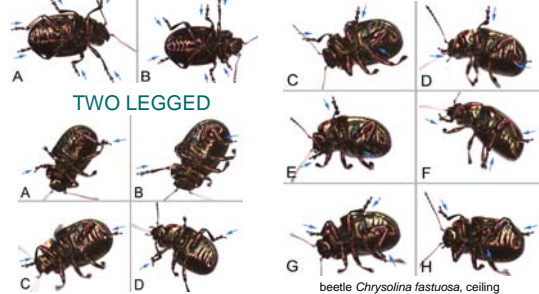 A
B
TWO LEGGED
A
B
C
D
C
D
E
F
G
H
beetle Chrysolina fastuosa, ceiling